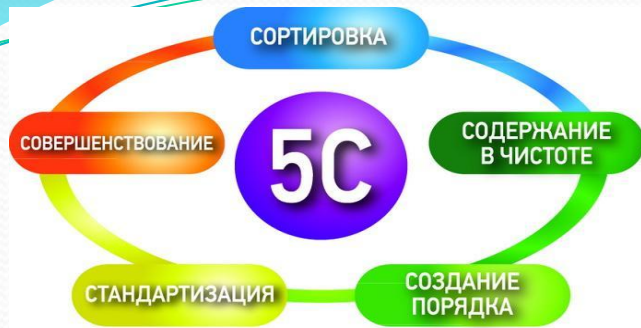 СОРТИРОВКА
СОВЕРШЕНСТВОВАНИЕ
5С
СОДЕРЖАНИЕ
В ЧИСТОТЕ
СТАНДАРТИЗАЦИЯ
СОЗДАНИЕ
ПОРЯДКА